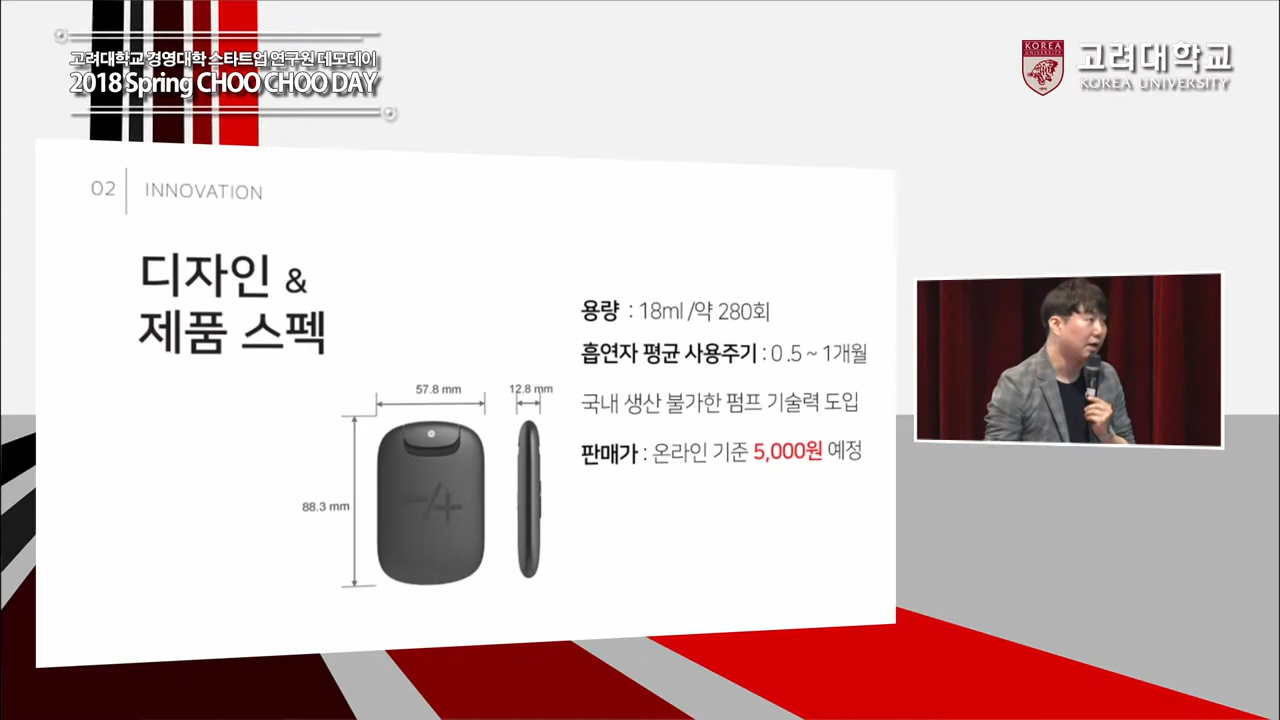 고려대학교 경영대학 스타트업 연구원 데모데이
2018 Spring CHOO CHOO DAY
KOREA
UNIVERSITY
고려대학교
KOREA UNIVERSITY
02 INNOVATION
디자인 &
제품 스펙
용량 : 18ml /약 280회
흡연자 평균 사용주기 : 0.5 ~ 1개월
국내 생산 불가한 펌프 기술력 도입
판매가 : 온라인 기준 5,000원 예정
57.8 mm
12.8 mm
88.3 mm
-/+